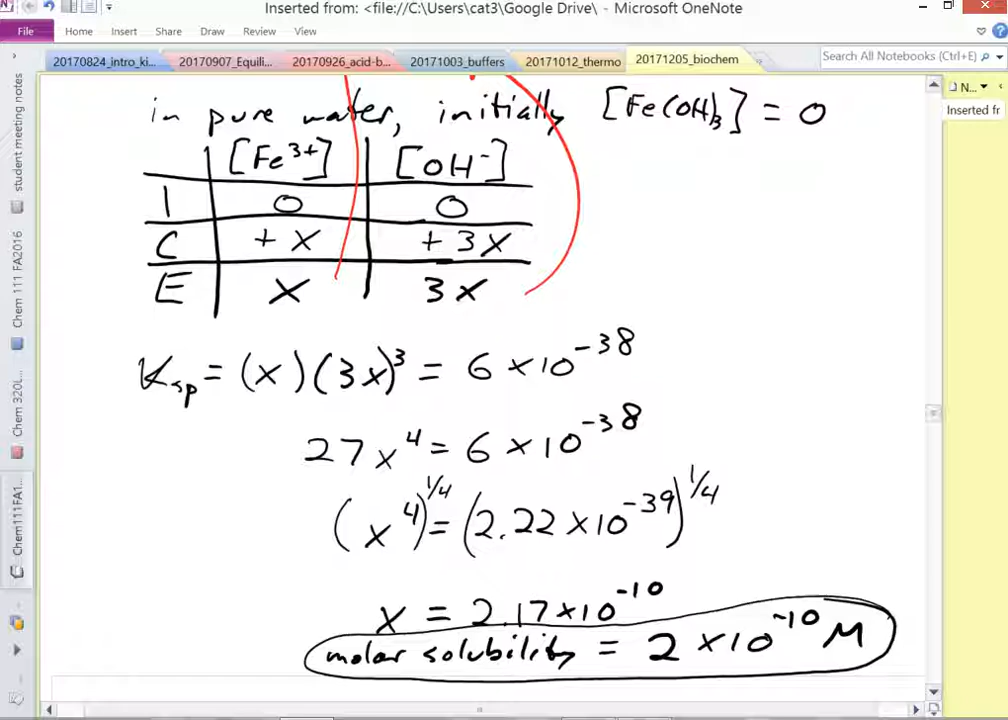 Inserted from: <file://C:\Users\cat3\Google Drive\ - Microsoft OneNote
File Home Insert Share Draw Review View
20170824_intro_ki... 20170907_Equili... 20170926_acid-b... 20171003_buffers 20171012_thermo 20171205_biochem Search All Notebooks (Ctrl+E)
student meeting notes
Chem 111 FA2016
Chem 320L
Chem111FA1
N...
Inserted fr
in pure water, initially [Fe(OH)₃] = 0
[Fe³⁺] [OH⁻]
I 0 0
C + x + 3x
E x 3x
Ksp = (x)(3x)³ = 6 × 10⁻³⁸
27x⁴ = 6 × 10⁻³⁸
(x⁴)^1/4 = (2.22 × 10⁻³⁹)^1/4
x = 2.17 × 10⁻¹⁰
molar solubility = 2 × 10⁻¹⁰ M